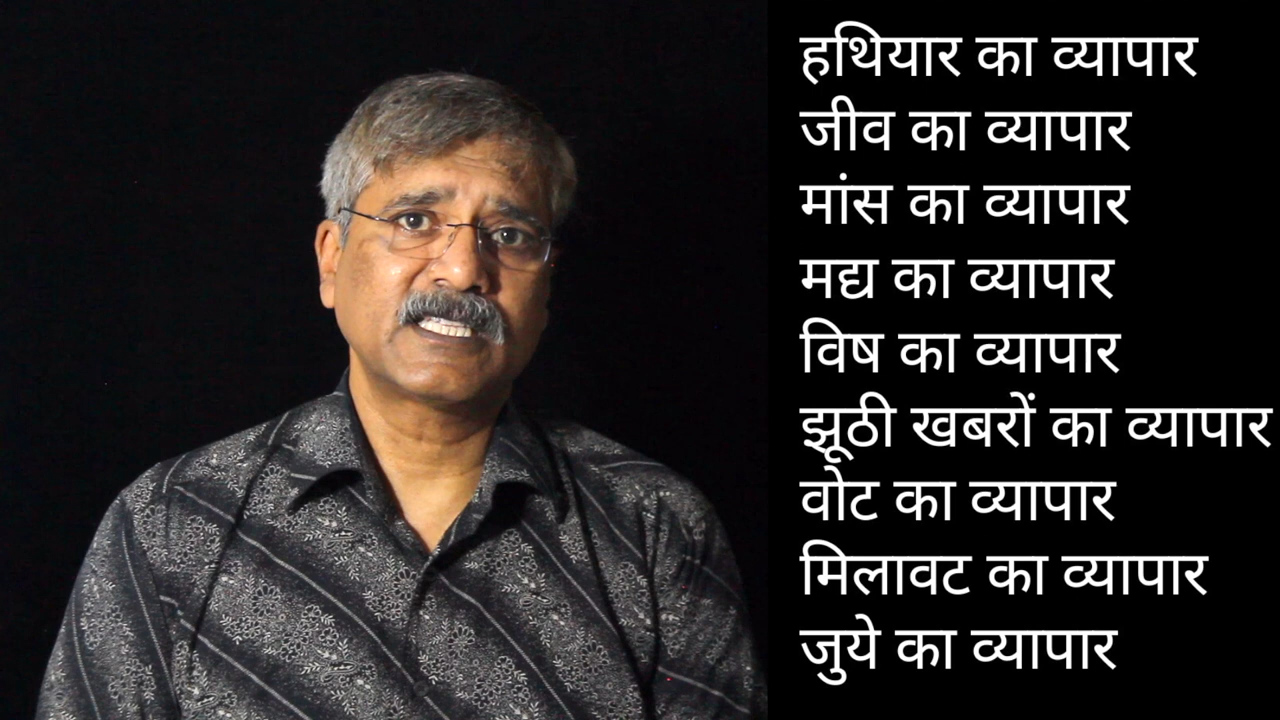 हथियार का व्यापार
जीव का व्यापार
मांस का व्यापार
मद्य का व्यापार
विष का व्यापार
झूठी खबरों का व्यापार
वोट का व्यापार
मिलावट का व्यापार
जुये का व्यापार